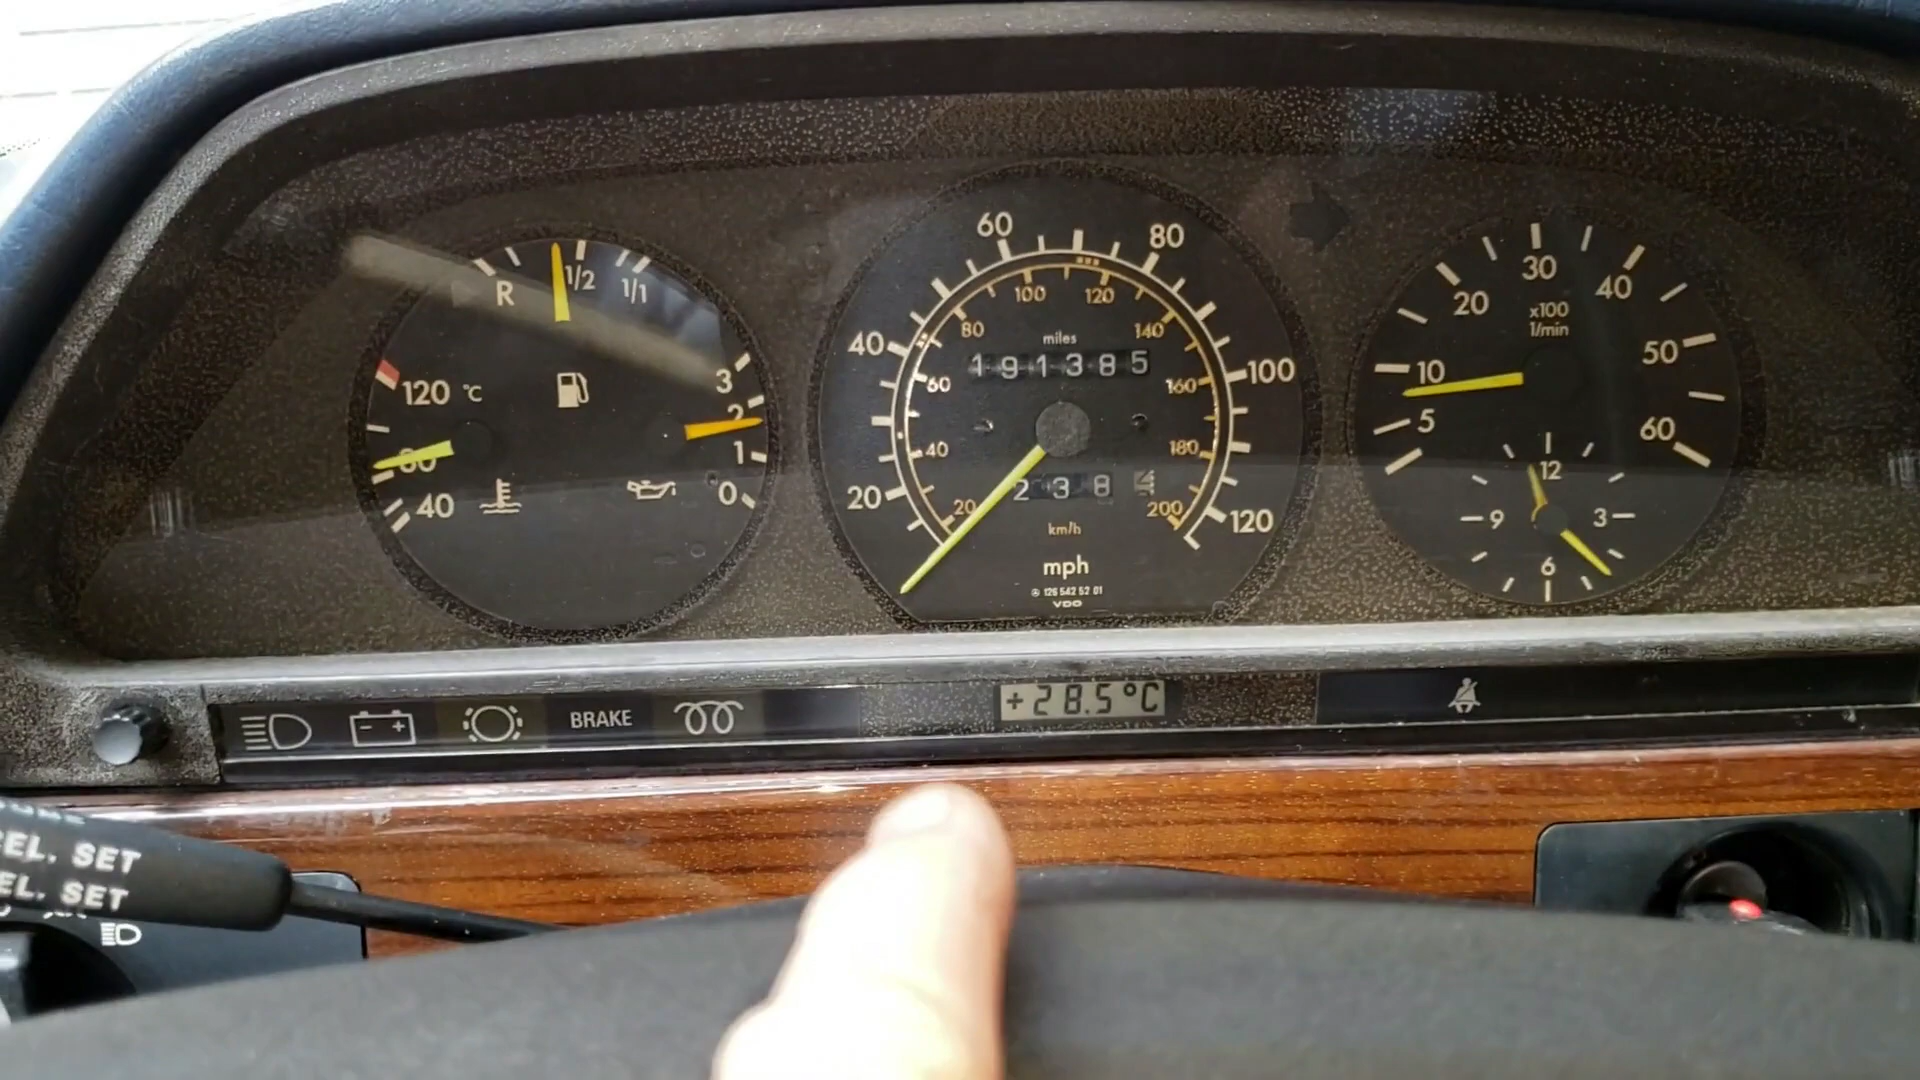 R 1/2 1/1
120 °C
80
40
3
2
1
0
20 40 60 80 100 120
20 40 60 80 100 120 140 160 180 200
miles
191385
238
km/h
mph
126 542 52 01
VDO
5 10 20 30 40 50 60
x100
1/min
12
3
6
9
BRAKE
+28.5°C
EL. SET
EL. SET